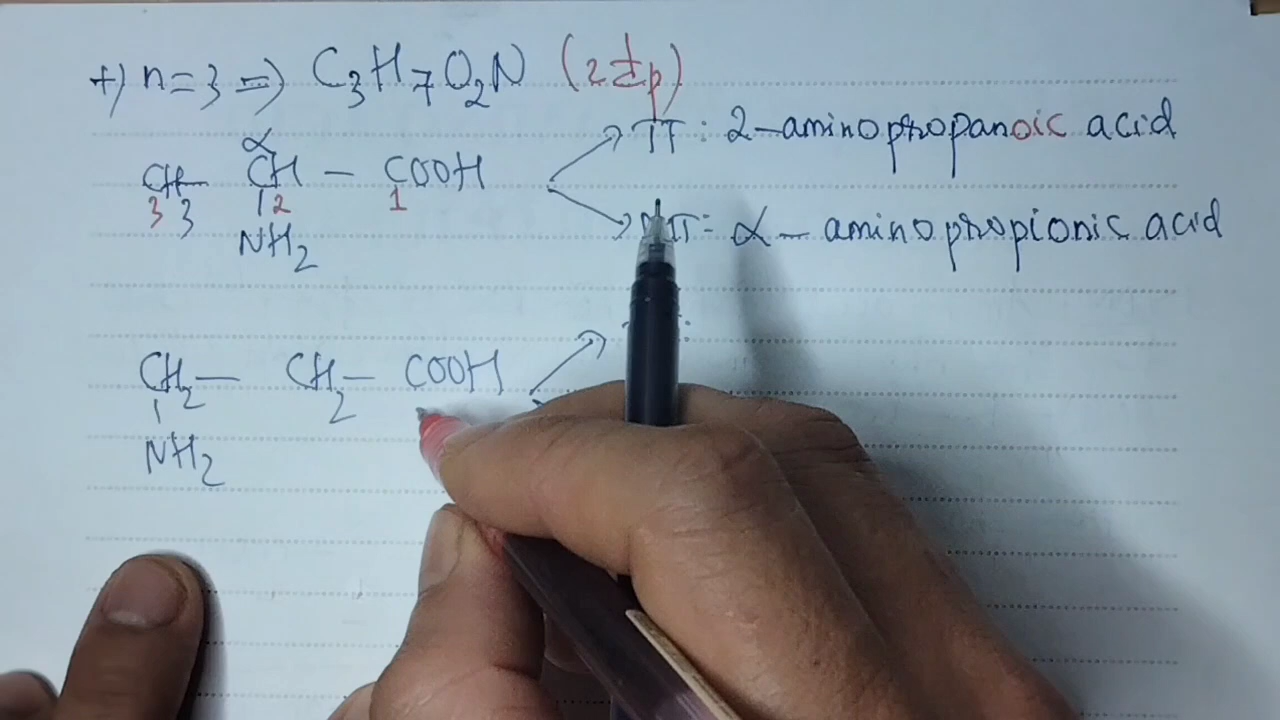 +) n=3 => C3H7O2N (2đp)
α
CH3 – CH – COOH
3 2 1
NH2
TT: 2-aminopropanoic acid
α – aminopropionic acid
CH2 – CH2 – COOH
NH2